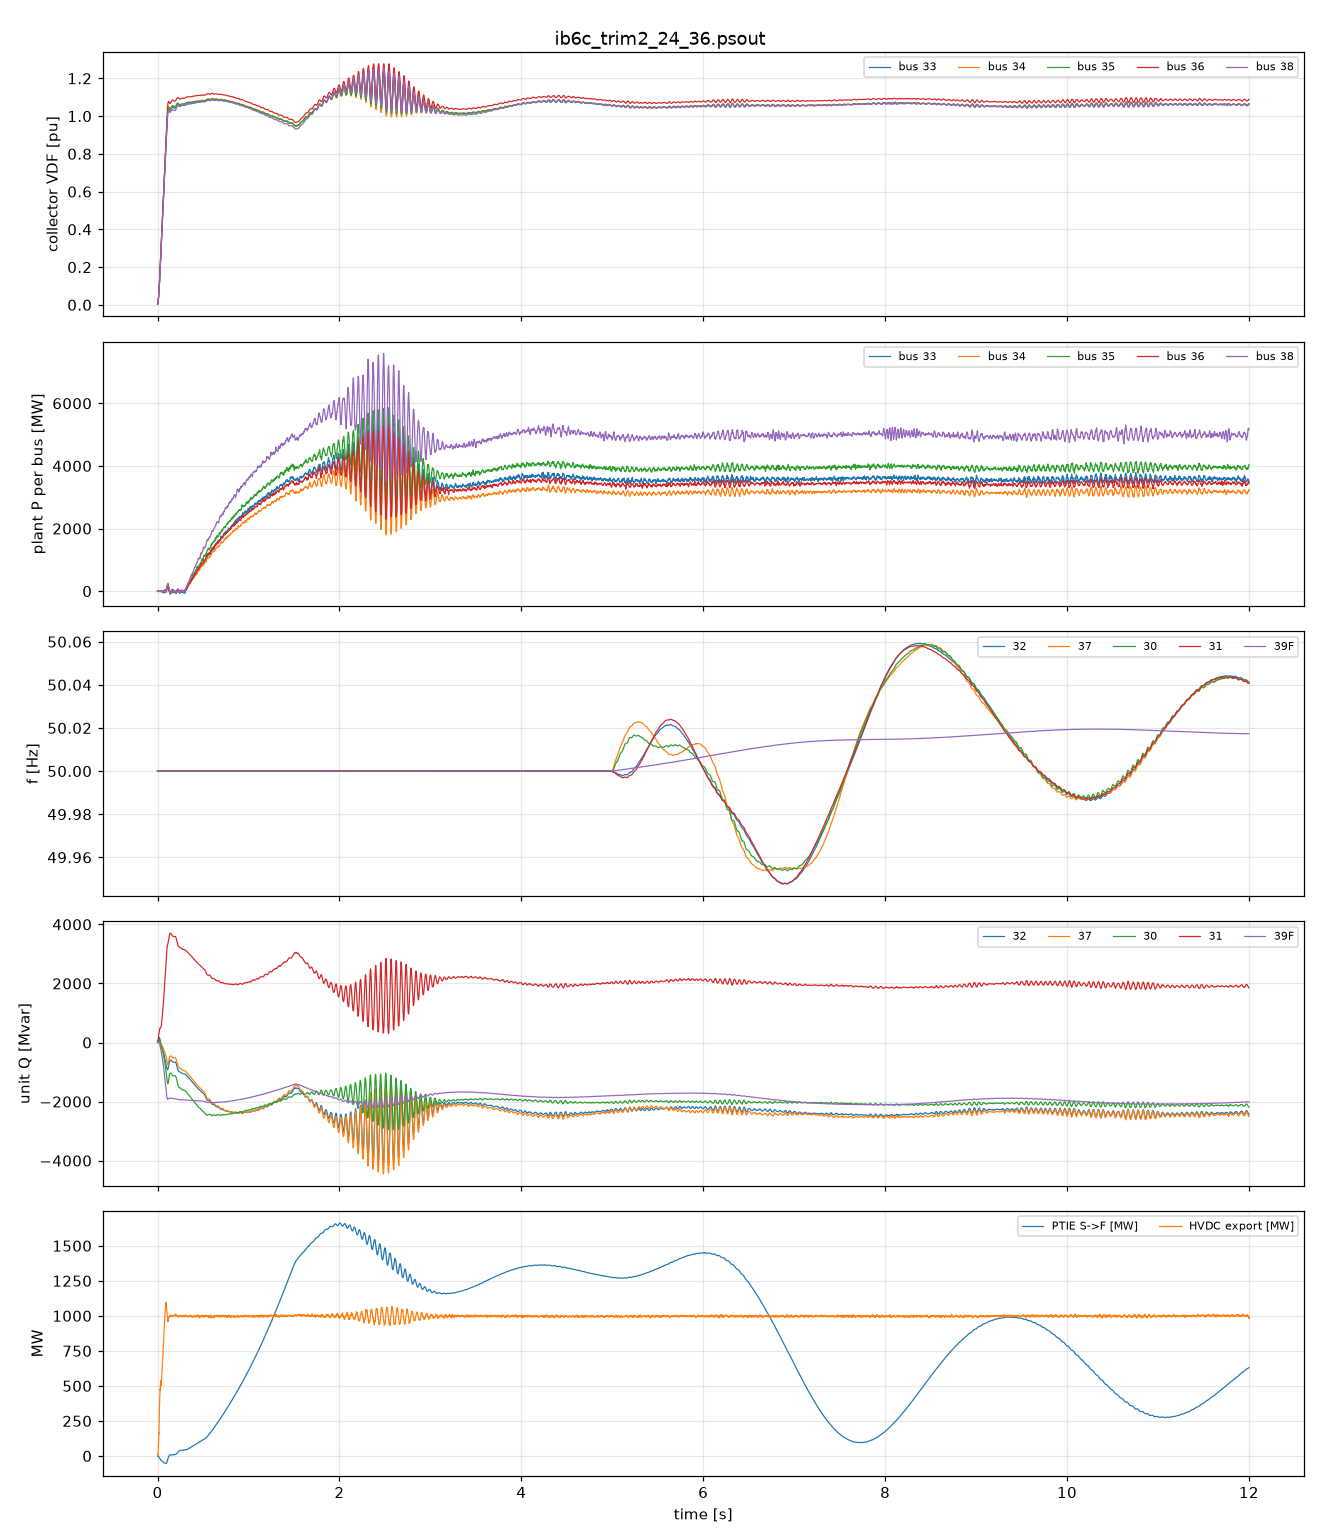 ib6c_trim2_24_36.psout
bus 33 bus 34 bus 35 bus 36 bus 38
collector VDF [pu]
1.2
1.0
0.8
0.6
0.4
0.2
0.0
bus 33 bus 34 bus 35 bus 36 bus 38
plant P per bus [MW]
6000
4000
2000
0
32 37 30 31 39F
f [Hz]
50.06
50.04
50.02
50.00
49.98
49.96
32 37 30 31 39F
unit Q [Mvar]
4000
2000
0
−2000
−4000
PTIE S->F [MW] HVDC export [MW]
MW
1500
1250
1000
750
500
250
0
0 2 4 6 8 10 12
time [s]